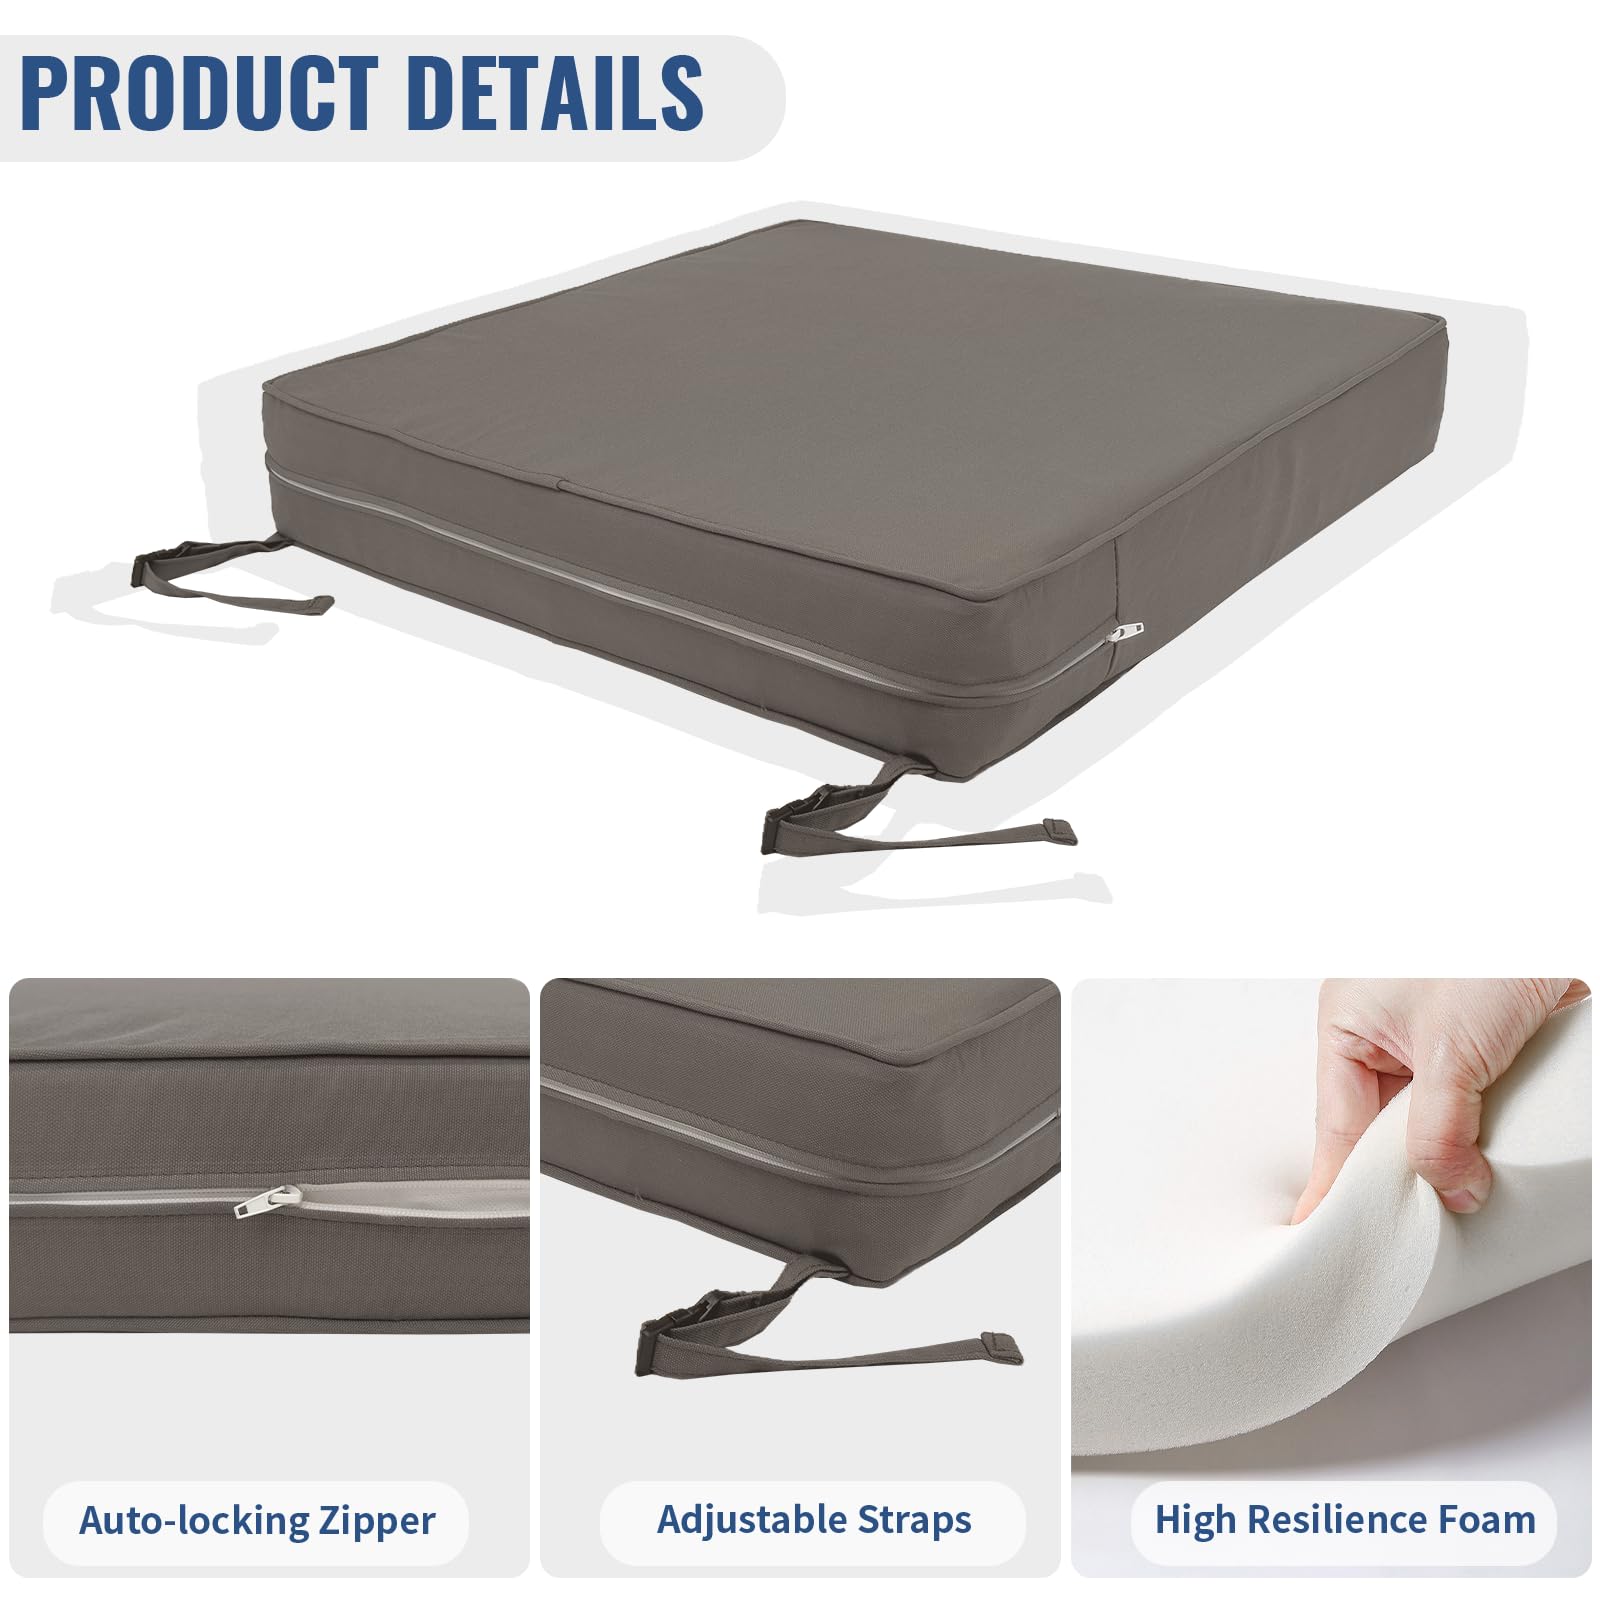 PRODUCT DETAILS
Auto-locking Zipper
Adjustable Straps
High Resilience Foam